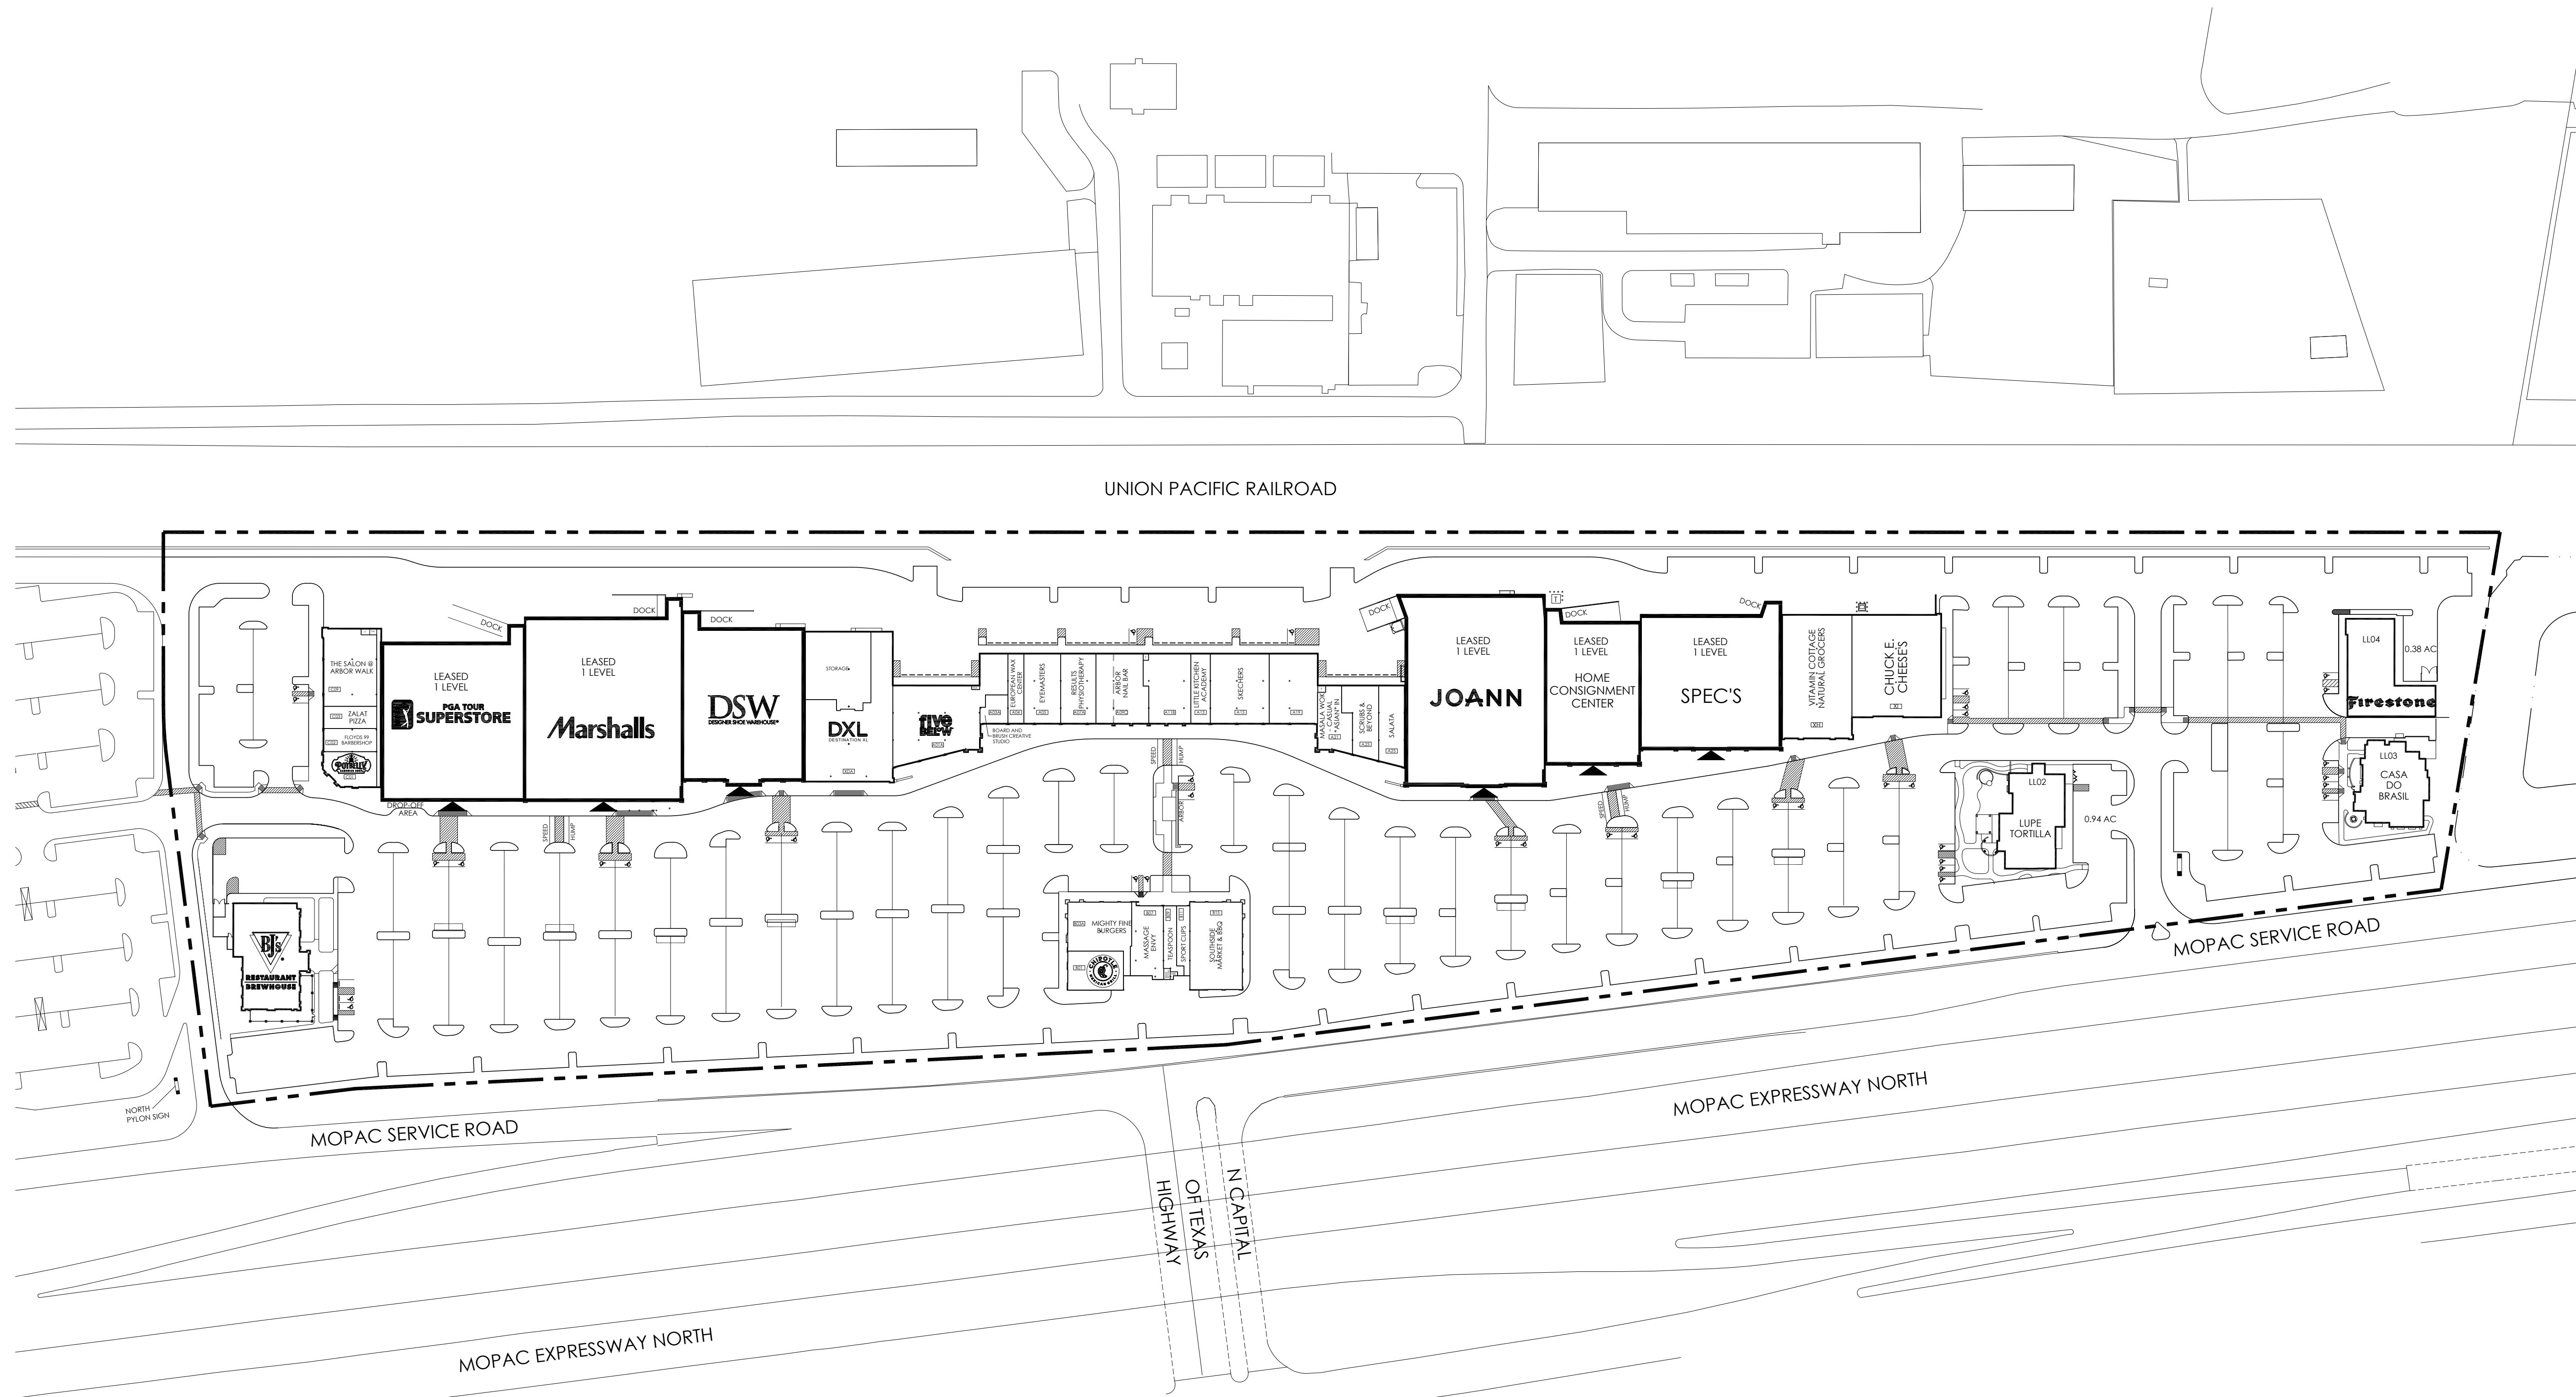 UNION PACIFIC RAILROAD
DOCK
DOCK
DOCK
DOCK
DOCK
DOCK
T
THE SALON @
ARBOR WALK
ZALAT
PIZZA
FLOYDS 99
BARBERSHOP
POTBELLY
LEASED
1 LEVEL
PGA TOUR
SUPERSTORE
LEASED
1 LEVEL
Marshalls
DSW
DESIGNER SHOE WAREHOUSE
STORAGE
DXL
DESTINATION XL
five
BEL°W
BOARD AND
BRUSH CREATIVE
STUDIO
EUROPEAN WAX
CENTER
EYEMASTERS
RESULTS
PHYSIOTHERAPY
ARBOR
NAIL BAR
LITTLE KITCHEN
ACADEMY
SKECHERS
MASALA WOK
- CASUAL
"ASIAN" IN
SCRUBS &
BEYOND
SALATA
LEASED
1 LEVEL
JOANN
LEASED
1 LEVEL
HOME
CONSIGNMENT
CENTER
LEASED
1 LEVEL
SPEC'S
VITAMIN COTTAGE
NATURAL GROCERS
CHUCK E.
CHEESE'S
LL04
0.38 AC
Firestone
LL03
CASA
DO
BRASIL
LL02
LUPE
TORTILLA
0.94 AC
DROP-OFF
AREA
SPEED
HUMP
SPEED
HUMP
ARBOR
SPEED
HUMP
BJ's
RESTAURANT
BREWHOUSE
MIGHTY FINE
BURGERS
CHIPOTLE
MEXICAN GRILL
MASSAGE
ENVY
TEASPOON
SPORT CLIPS
SOUTHSIDE
MARKET & BBQ
NORTH
PYLON SIGN
MOPAC SERVICE ROAD
MOPAC SERVICE ROAD
MOPAC EXPRESSWAY NORTH
MOPAC EXPRESSWAY NORTH
N CAPITAL
OF TEXAS
HIGHWAY